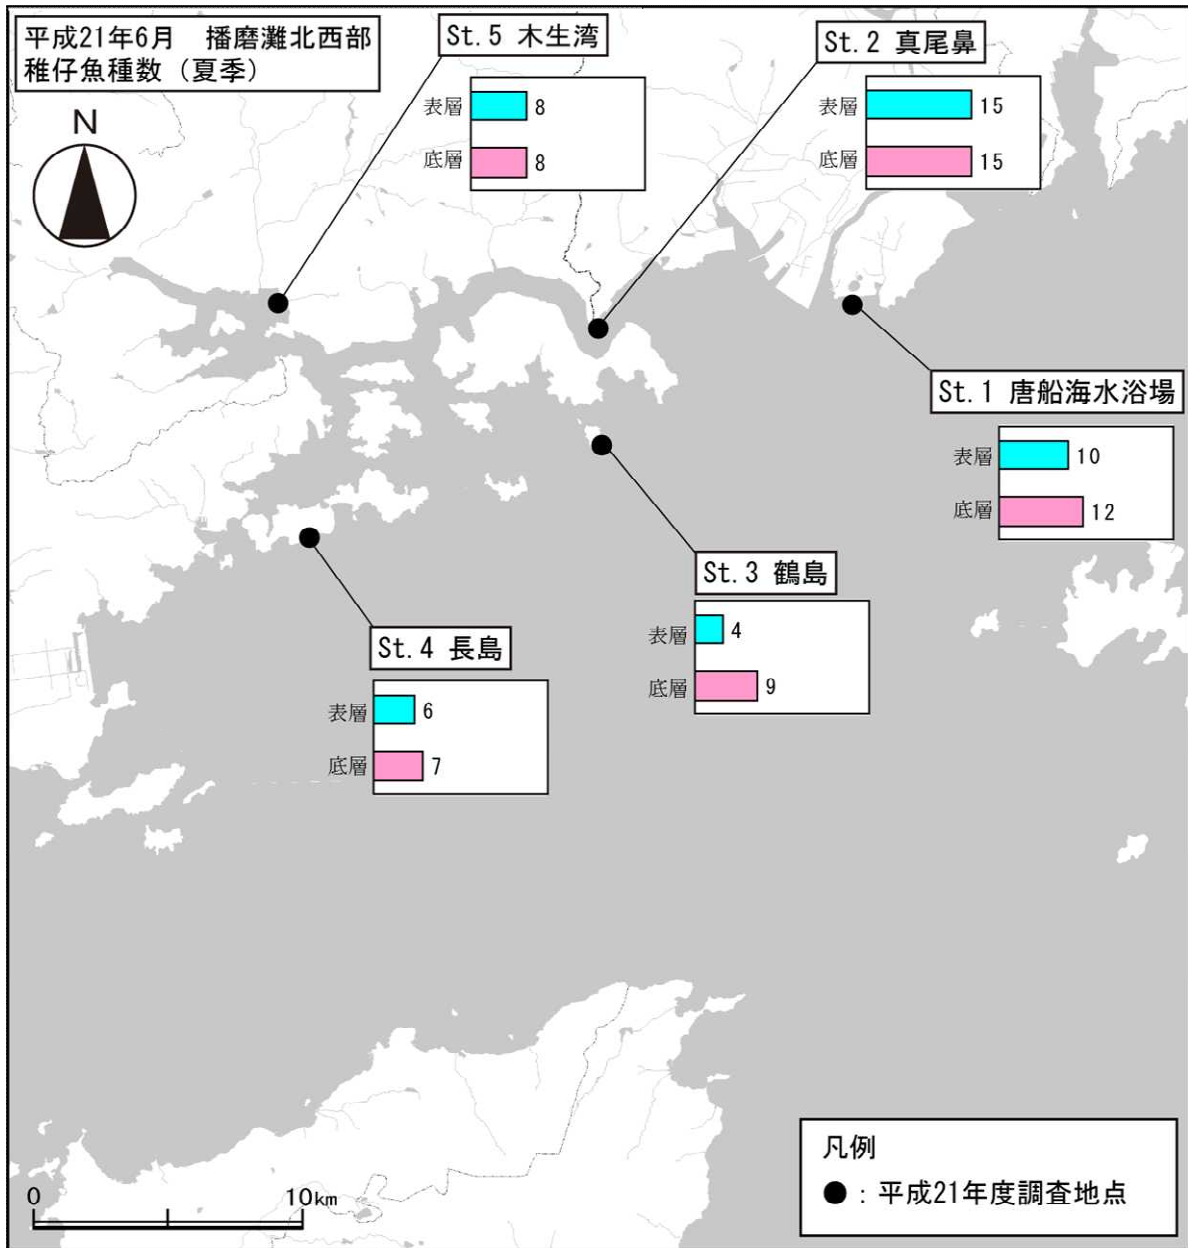 平成21年6月　播磨灘北西部
稚仔魚種数（夏季）
N
St.5 木生湾
表層 8
底層 8
St.2 真尾鼻
表層 15
底層 15
St.1 唐船海水浴場
表層 10
底層 12
St.3 鶴島
表層 4
底層 9
St.4 長島
表層 6
底層 7
0 10km
凡例
●：平成21年度調査地点